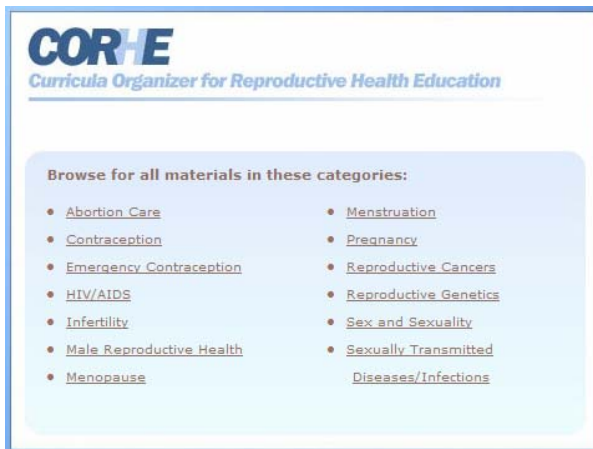 CORHE
Curricula Organizer for Reproductive Health Education
Browse for all materials in these categories:
Abortion Care
Contraception
Emergency Contraception
HIV/AIDS
Infertility
Male Reproductive Health
Menopause
Menstruation
Pregnancy
Reproductive Cancers
Reproductive Genetics
Sex and Sexuality
Sexually Transmitted
Diseases/Infections